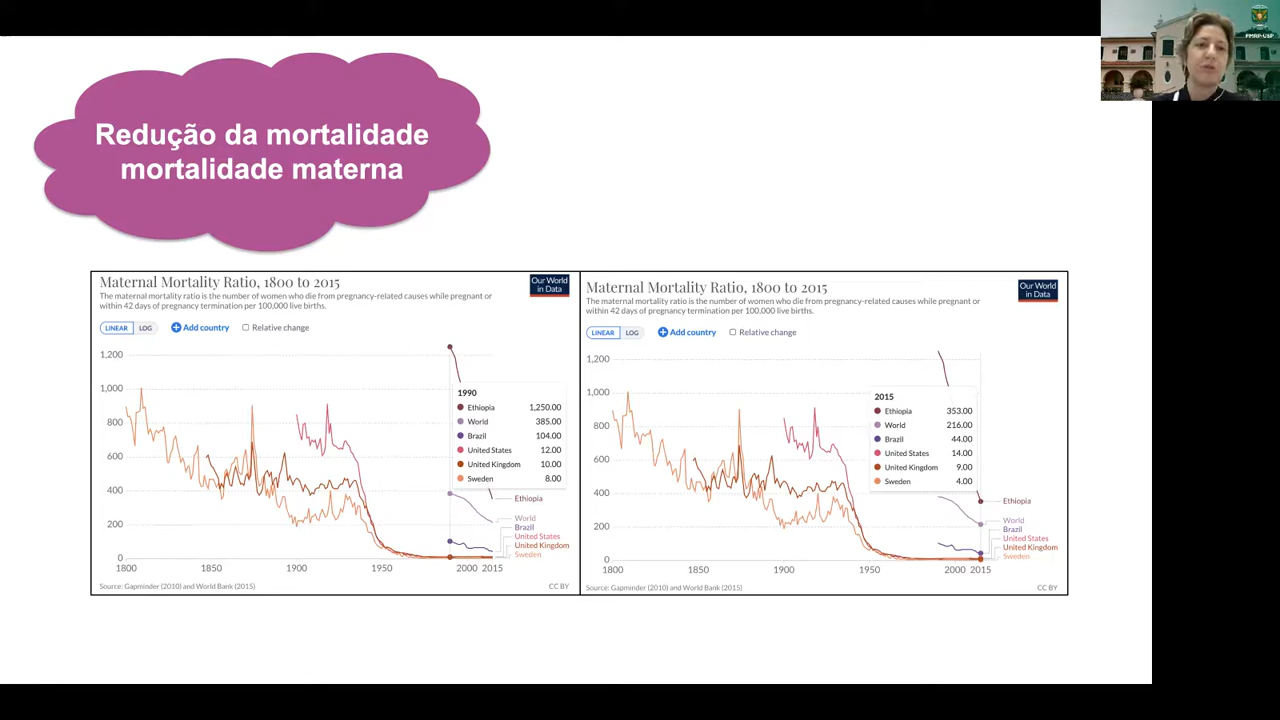 FMRP-USP
Redução da mortalidade
mortalidade materna
Maternal Mortality Ratio, 1800 to 2015
The maternal mortality ratio is the number of women who die from pregnancy-related causes while pregnant or
within 42 days of pregnancy termination per 100,000 live births.
Our World
in Data
LINEAR LOG Add country Relative change
1,200
1,000
800
600
400
200
0
1800 1850 1900 1950 2000 2015
1990
Ethiopia 1,250.00
World 385.00
Brazil 104.00
United States 12.00
United Kingdom 10.00
Sweden 8.00
Ethiopia
World
Brazil
United States
United Kingdom
Sweden
Source: Gapminder (2010) and World Bank (2015) CC BY
Maternal Mortality Ratio, 1800 to 2015
The maternal mortality ratio is the number of women who die from pregnancy-related causes while pregnant or
within 42 days of pregnancy termination per 100,000 live births.
Our World
in Data
LINEAR LOG Add country Relative change
1,200
1,000
800
600
400
200
0
1800 1850 1900 1950 2000 2015
2015
Ethiopia 353.00
World 216.00
Brazil 44.00
United States 14.00
United Kingdom 9.00
Sweden 4.00
Ethiopia
World
Brazil
United States
United Kingdom
Sweden
Source: Gapminder (2010) and World Bank (2015) CC BY